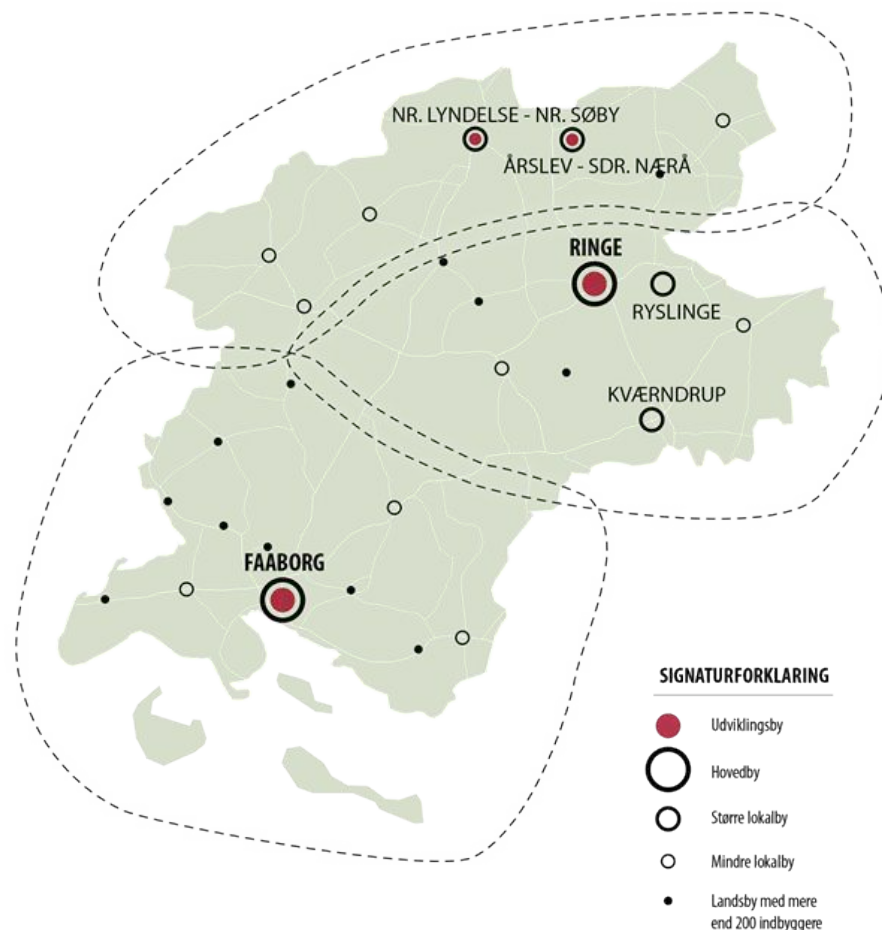 NR. LYNDELSE - NR. SØBY
ÅRSLEV - SDR. NÆRÅ
RINGE
RYSLINGE
KVÆRNDRUP
FAABORG
SIGNATURFORKLARING
Udviklingsby
Hovedby
Større lokalby
Mindre lokalby
Landsby med mere
end 200 indbyggere